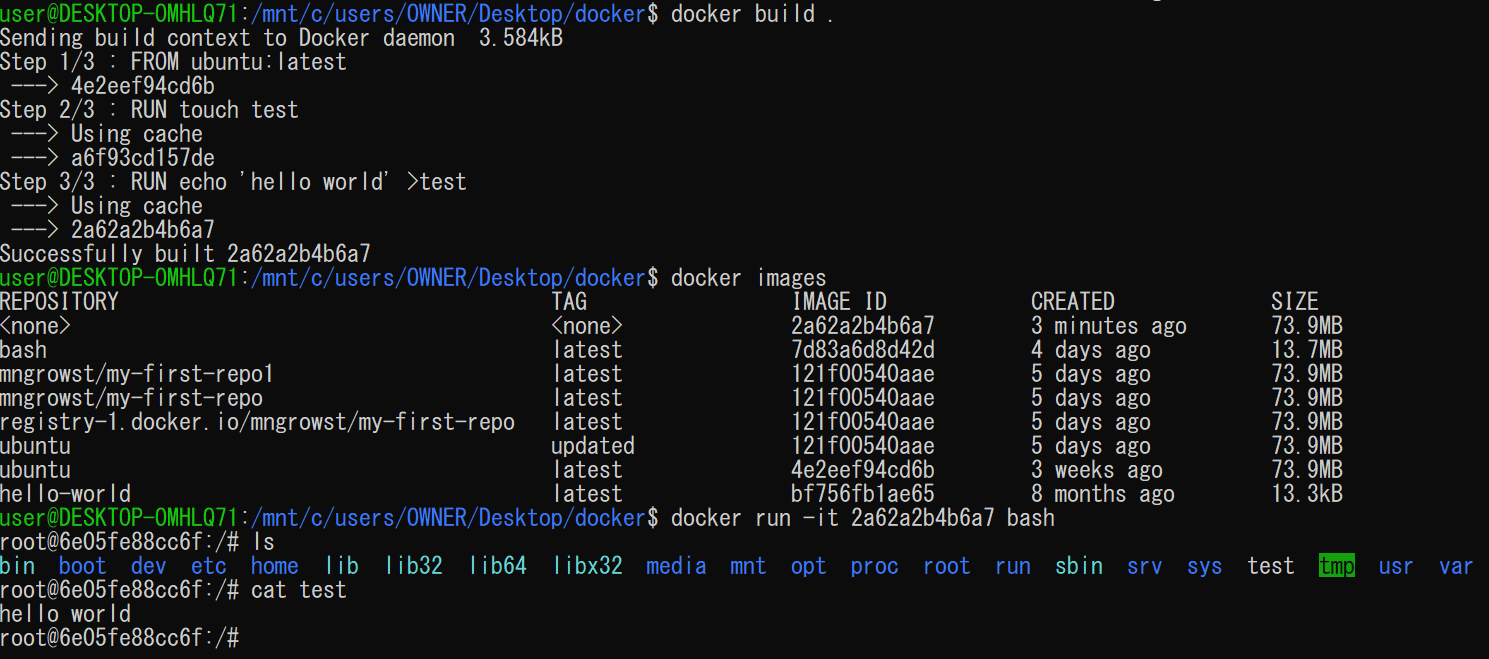 user@DESKTOP-OMHLQ71:/mnt/c/users/OWNER/Desktop/docker$ docker build .
Sending build context to Docker daemon  3.584kB
Step 1/3 : FROM ubuntu:latest
 ---> 4e2eef94cd6b
Step 2/3 : RUN touch test
 ---> Using cache
 ---> a6f93cd157de
Step 3/3 : RUN echo 'hello world' >test
 ---> Using cache
 ---> 2a62a2b4b6a7
Successfully built 2a62a2b4b6a7
user@DESKTOP-OMHLQ71:/mnt/c/users/OWNER/Desktop/docker$ docker images
REPOSITORY TAG IMAGE ID CREATED SIZE
<none> <none> 2a62a2b4b6a7 3 minutes ago 73.9MB
bash latest 7d83a6d8d42d 4 days ago 13.7MB
mngrowst/my-first-repo1 latest 121f00540aae 5 days ago 73.9MB
mngrowst/my-first-repo latest 121f00540aae 5 days ago 73.9MB
registry-1.docker.io/mngrowst/my-first-repo latest 121f00540aae 5 days ago 73.9MB
ubuntu updated 121f00540aae 5 days ago 73.9MB
ubuntu latest 4e2eef94cd6b 3 weeks ago 73.9MB
hello-world latest bf756fb1ae65 8 months ago 13.3kB
user@DESKTOP-OMHLQ71:/mnt/c/users/OWNER/Desktop/docker$ docker run -it 2a62a2b4b6a7 bash
root@6e05fe88cc6f:/# ls
bin boot dev etc home lib lib32 lib64 libx32 media mnt opt proc root run sbin srv sys test tmp usr var
root@6e05fe88cc6f:/# cat test
hello world
root@6e05fe88cc6f:/#